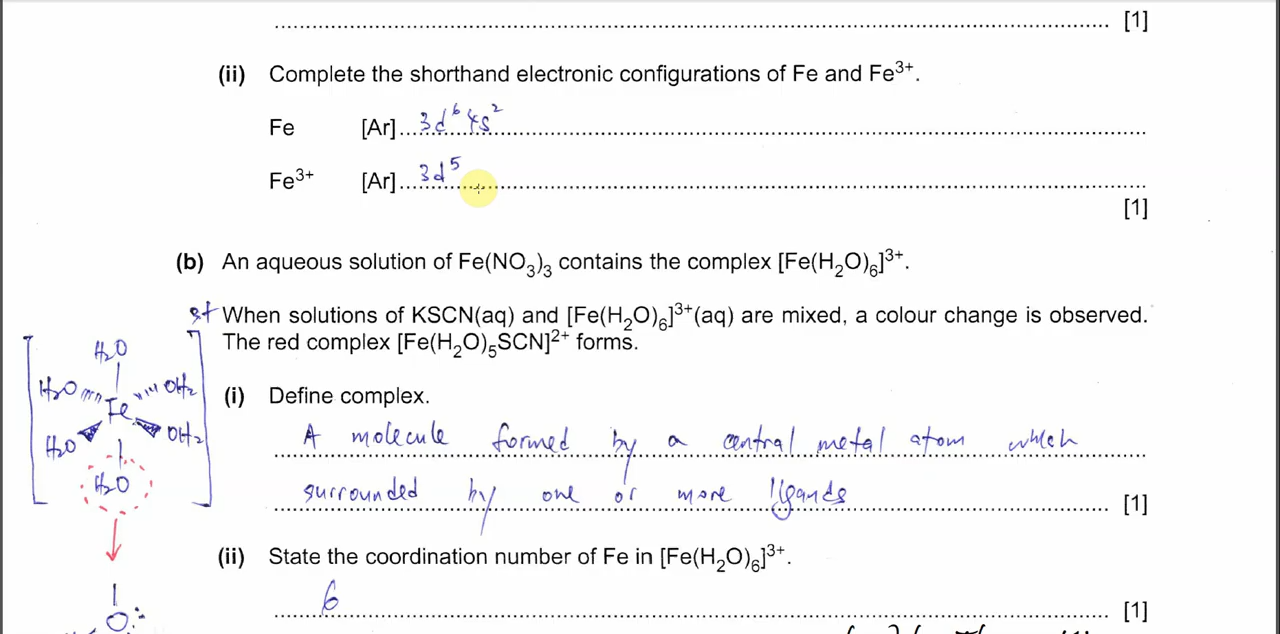 [1]
(ii) Complete the shorthand electronic configurations of Fe and Fe³⁺.
Fe [Ar] 3d⁶ 4s²
Fe³⁺ [Ar] 3d⁵
[1]
(b) An aqueous solution of Fe(NO₃)₃ contains the complex [Fe(H₂O)₆]³⁺.
When solutions of KSCN(aq) and [Fe(H₂O)₆]³⁺(aq) are mixed, a colour change is observed.
The red complex [Fe(H₂O)₅SCN]²⁺ forms.
3+
H₂O
H₂O OH₂
Fe
H₂O OH₂
H₂O
O
(i) Define complex.
A molecule formed by a central metal atom which
surrounded by one or more ligands
[1]
(ii) State the coordination number of Fe in [Fe(H₂O)₆]³⁺.
6
[1]